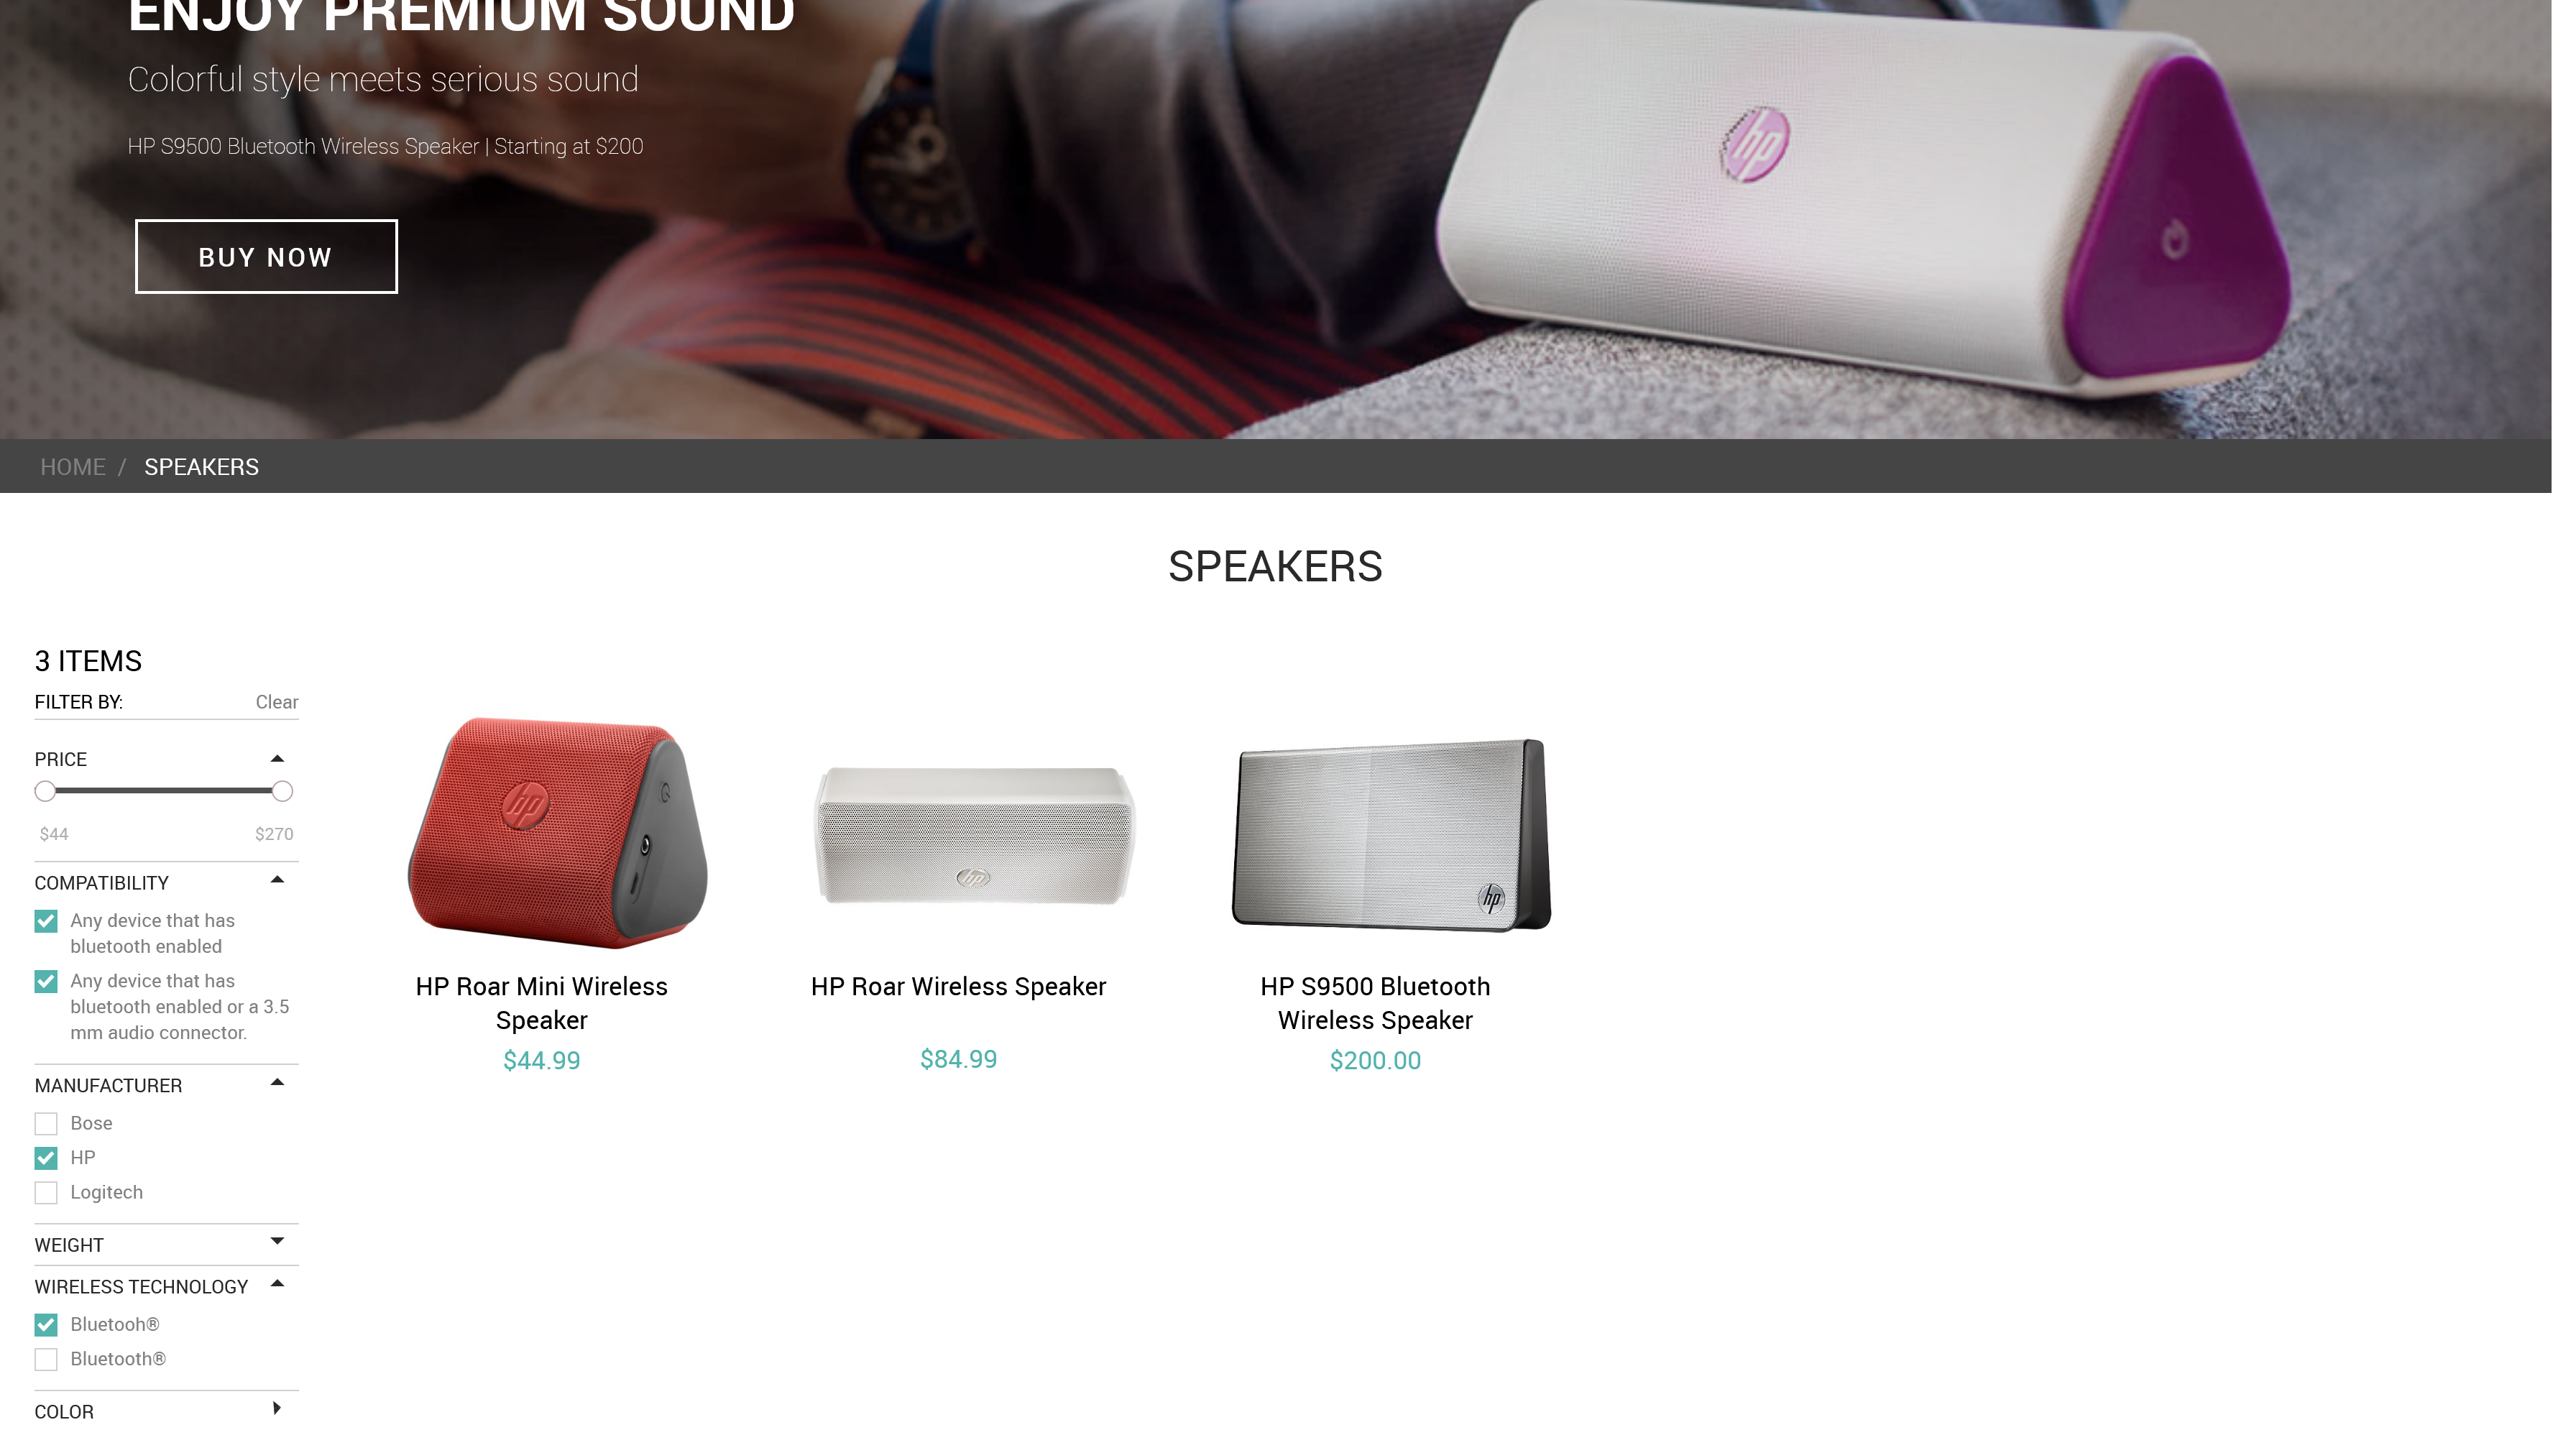 ENJOY PREMIUM SOUND
Colorful style meets serious sound
HP S9500 Bluetooth Wireless Speaker | Starting at $200
BUY NOW
hp
HOME / SPEAKERS
SPEAKERS
3 ITEMS
FILTER BY: Clear
PRICE
$44 $270
COMPATIBILITY
Any device that has
bluetooth enabled
Any device that has
bluetooth enabled or a 3.5
mm audio connector.
MANUFACTURER
Bose
HP
Logitech
WEIGHT
WIRELESS TECHNOLOGY
Bluetooh®
Bluetooth®
COLOR
hp
HP Roar Mini Wireless
Speaker
$44.99
hp
HP Roar Wireless Speaker
$84.99
hp
HP S9500 Bluetooth
Wireless Speaker
$200.00